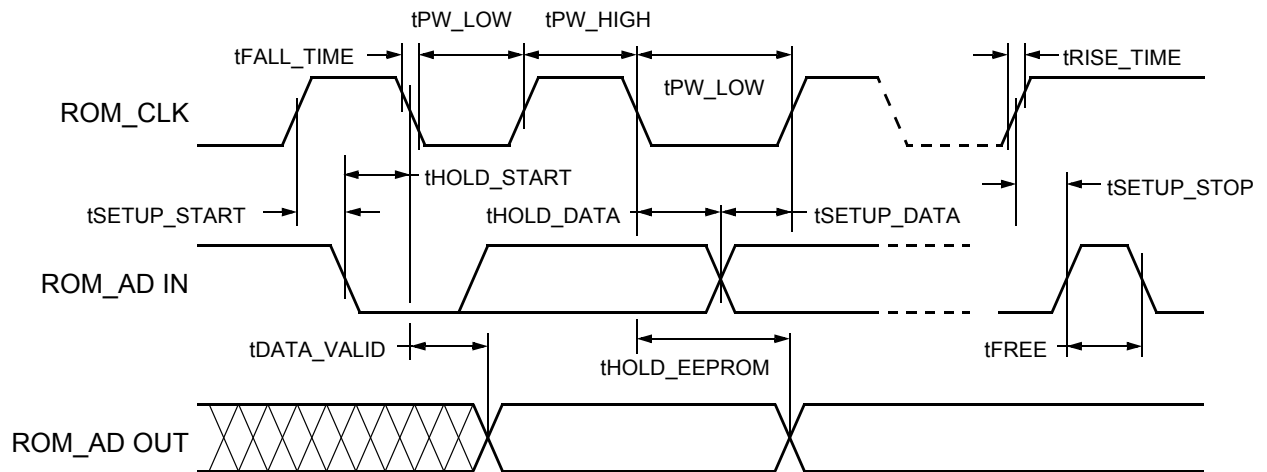 tPW_LOW tPW_HIGH
tFALL_TIME tRISE_TIME
tPW_LOW
ROM_CLK
tHOLD_START
tSETUP_START tHOLD_DATA tSETUP_DATA tSETUP_STOP
ROM_AD IN
tDATA_VALID tHOLD_EEPROM tFREE
ROM_AD OUT